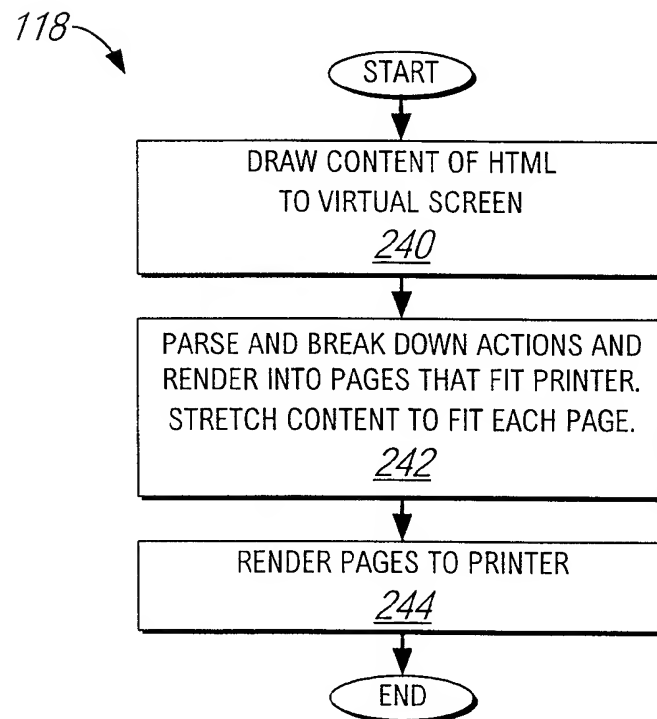 118
START
DRAW CONTENT OF HTML
TO VIRTUAL SCREEN
240
PARSE AND BREAK DOWN ACTIONS AND
RENDER INTO PAGES THAT FIT PRINTER.
STRETCH CONTENT TO FIT EACH PAGE.
242
RENDER PAGES TO PRINTER
244
END